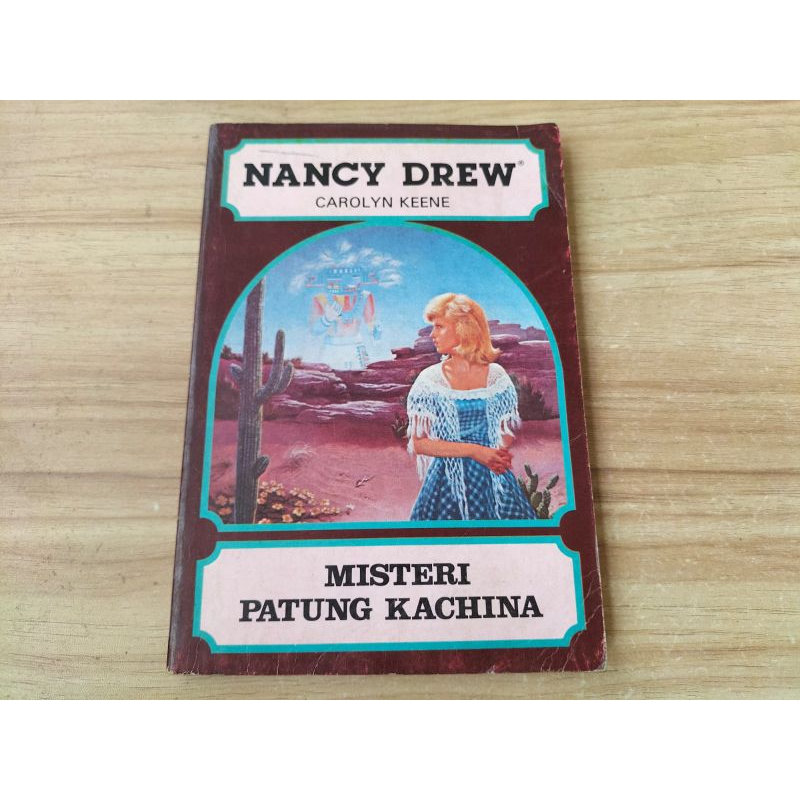 NANCY DREW®
CAROLYN KEENE
MISTERI
PATUNG KACHINA